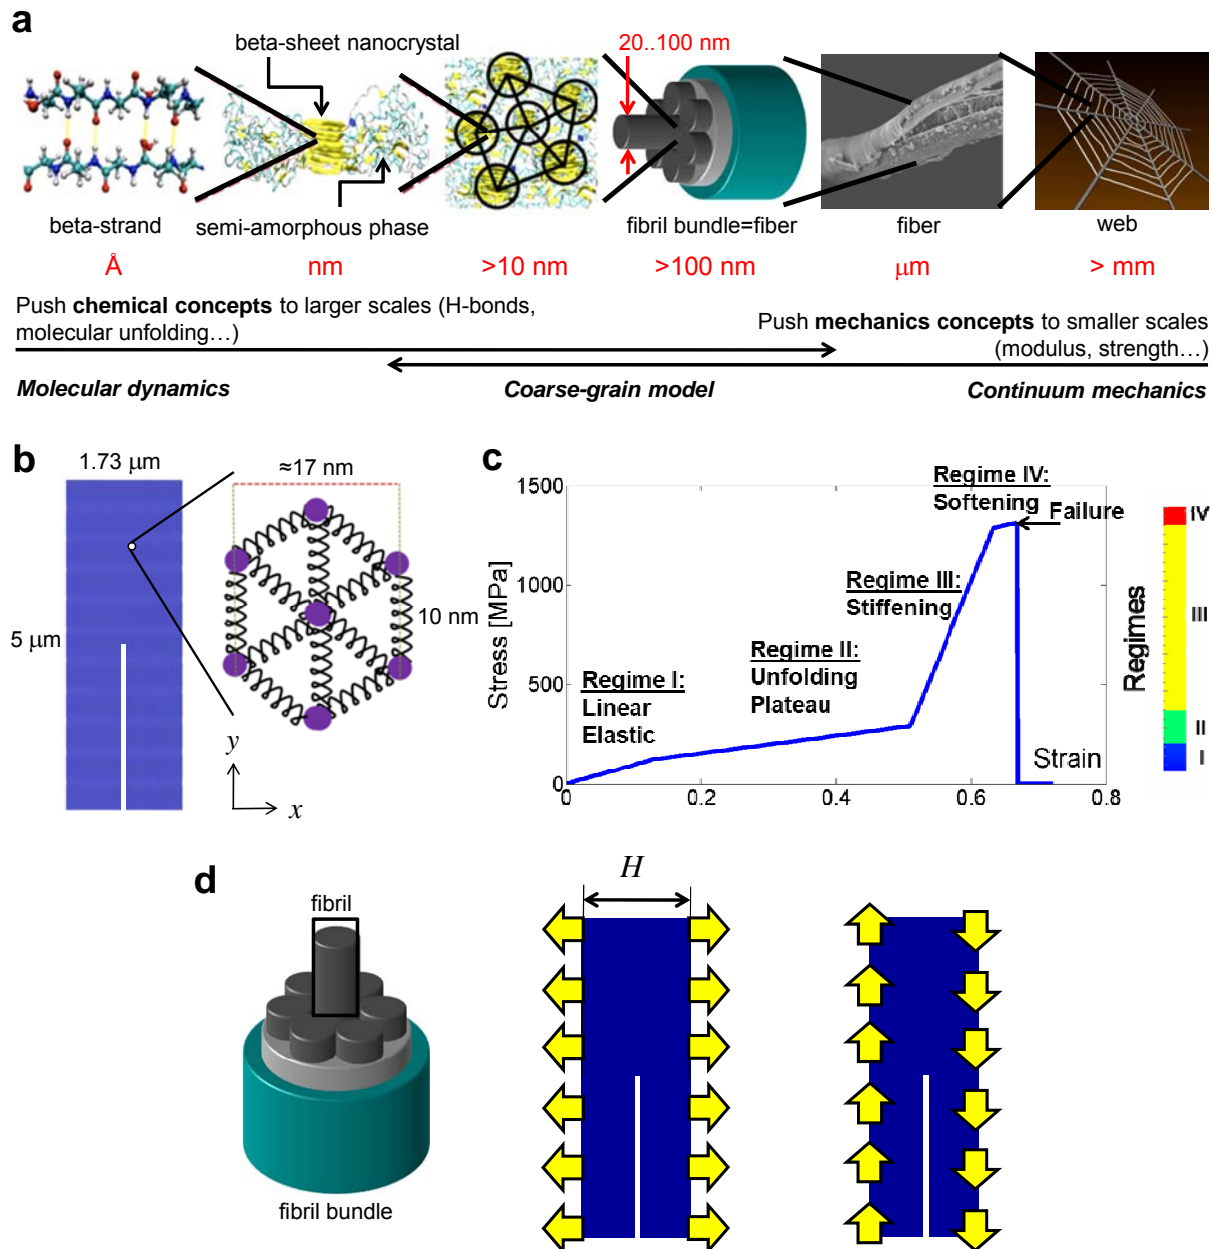 a
beta-sheet nanocrystal
20..100 nm
beta-strand
semi-amorphous phase
fibril bundle=fiber
fiber
web
Å
nm
>10 nm
>100 nm
μm
> mm
Push chemical concepts to larger scales (H-bonds,
molecular unfolding…)
Push mechanics concepts to smaller scales
(modulus, strength…)
Molecular dynamics
Coarse-grain model
Continuum mechanics
b
1.73 μm
≈17 nm
10 nm
5 μm
y
x
c
Stress [MPa]
1500
1000
500
0
0
0.2
0.4
0.6
0.8
Strain
Regime I:
Linear
Elastic
Regime II:
Unfolding
Plateau
Regime III:
Stiffening
Regime IV:
Softening
Failure
Regimes
IV
III
II
I
d
fibril
fibril bundle
H